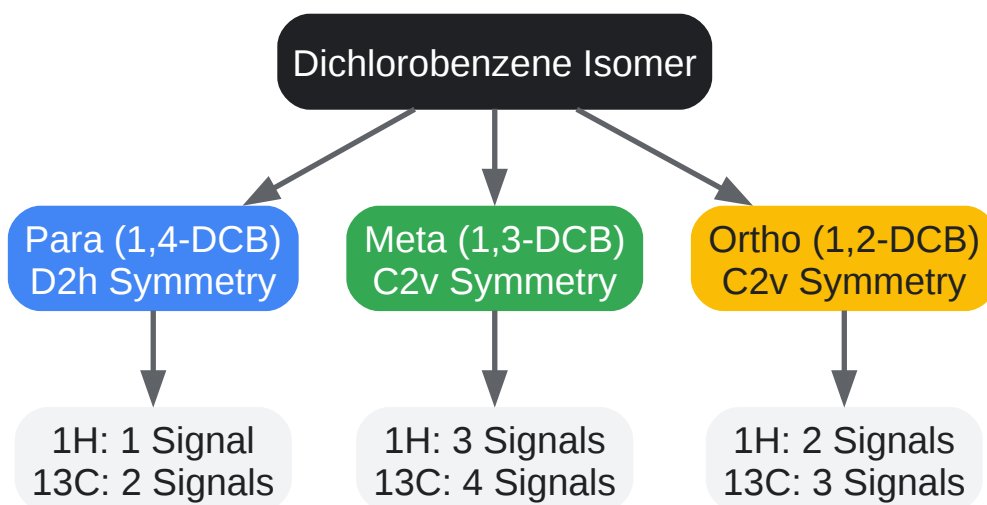 Dichlorobenzene Isomer
Para (1,4-DCB)
D2h Symmetry
Meta (1,3-DCB)
C2v Symmetry
Ortho (1,2-DCB)
C2v Symmetry
1H: 1 Signal
13C: 2 Signals
1H: 3 Signals
13C: 4 Signals
1H: 2 Signals
13C: 3 Signals